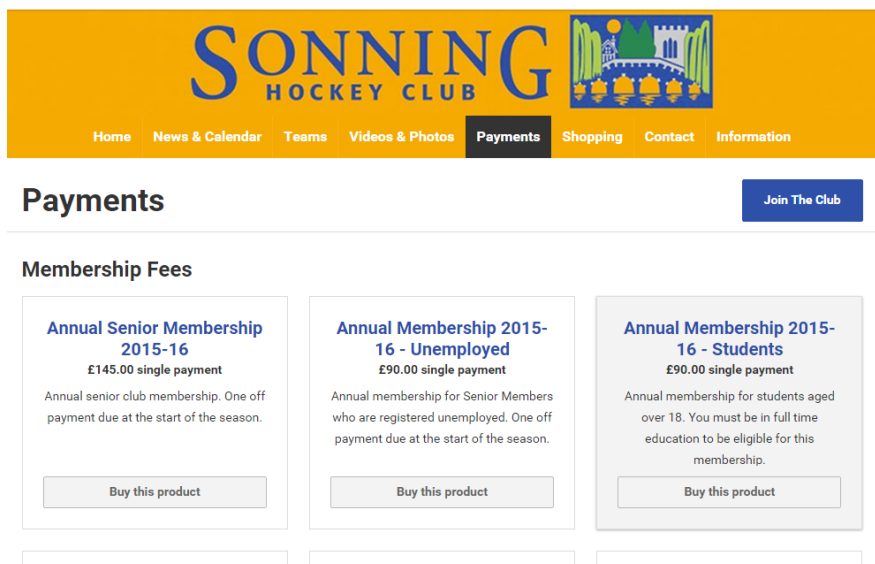 SONNING
HOCKEY CLUB
Home News & Calendar Teams Videos & Photos Payments Shopping Contact Information
Payments
Join The Club
Membership Fees
Annual Senior Membership
2015-16
£145.00 single payment
Annual senior club membership. One off
payment due at the start of the season.
Buy this product
Annual Membership 2015-
16 - Unemployed
£90.00 single payment
Annual membership for Senior Members
who are registered unemployed. One off
payment due at the start of the season.
Buy this product
Annual Membership 2015-
16 - Students
£90.00 single payment
Annual membership for students aged
over 18. You must be in full time
education to be eligible for this
membership.
Buy this product